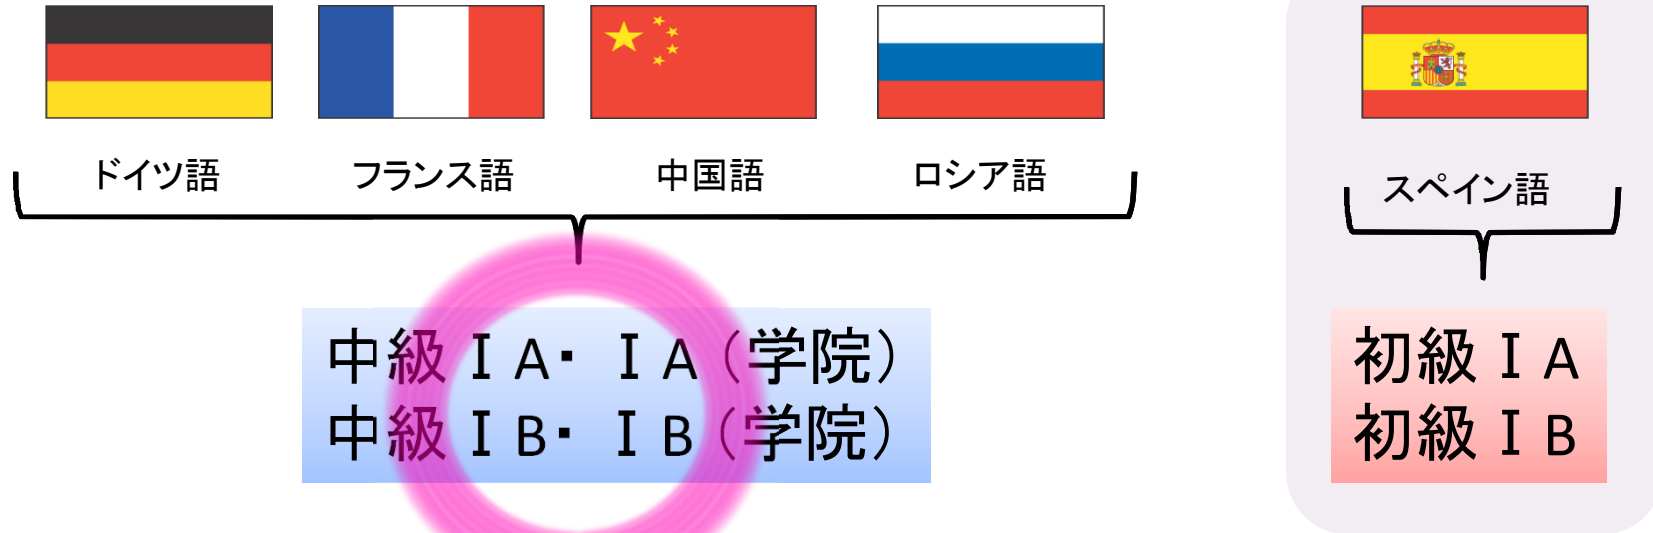 ドイツ語 フランス語 中国語 ロシア語 スペイン語
中級ⅠA・ⅠA(学院)
中級ⅠB・ⅠB(学院)
初級ⅠA
初級ⅠB